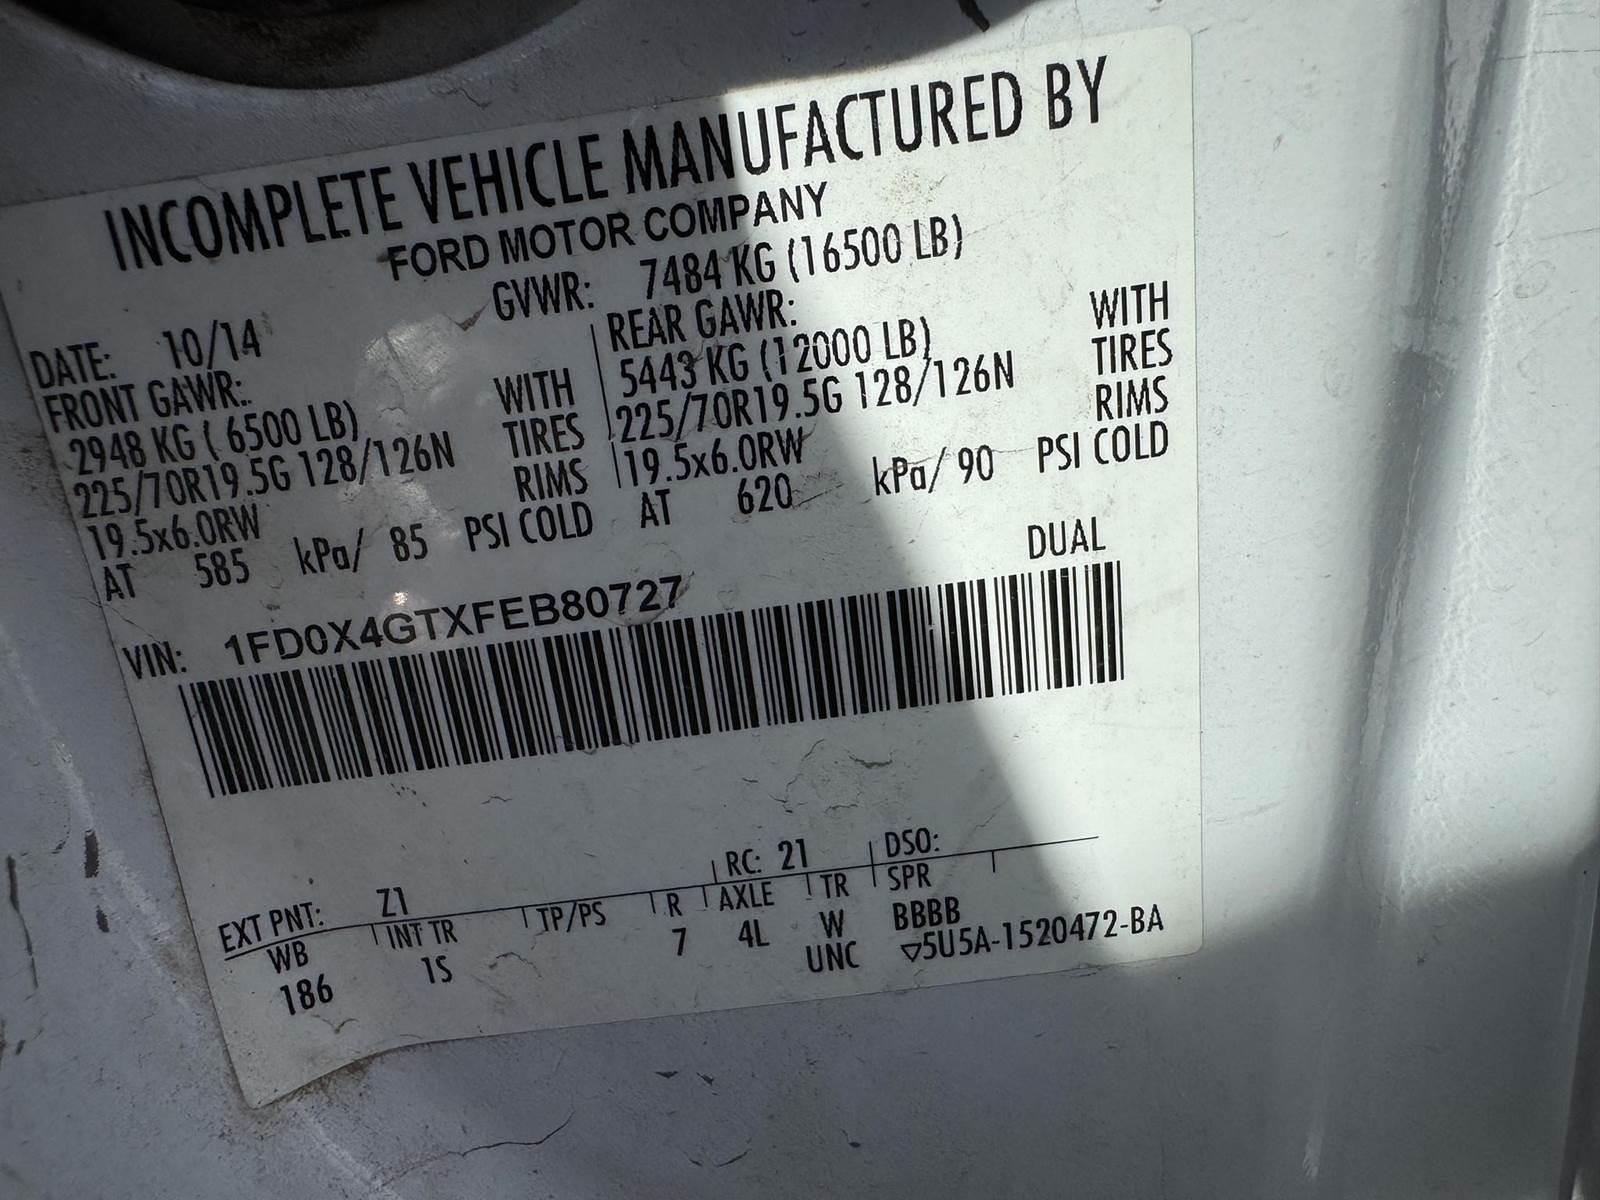 INCOMPLETE VEHICLE MANUFACTURED BY
FORD MOTOR COMPANY
DATE: 10/14 GVWR: 7484 KG (16500 LB)
FRONT GAWR: REAR GAWR:
2948 KG ( 6500 LB) WITH 5443 KG (12000 LB) WITH
225/70R19.5G 128/126N TIRES 225/70R19.5G 128/126N TIRES
19.5x6.0RW RIMS 19.5x6.0RW RIMS
AT 585 kPa/ 85 PSI COLD AT 620 kPa/ 90 PSI COLD
VIN: 1FD0X4GTXFEB80727 DUAL
EXT PNT: Z1 RC: 21 DSO:
WB INT TR TP/PS R AXLE TR SPR
186 1S 7 4L W BBBB
UNC ▽5U5A-1520472-BA